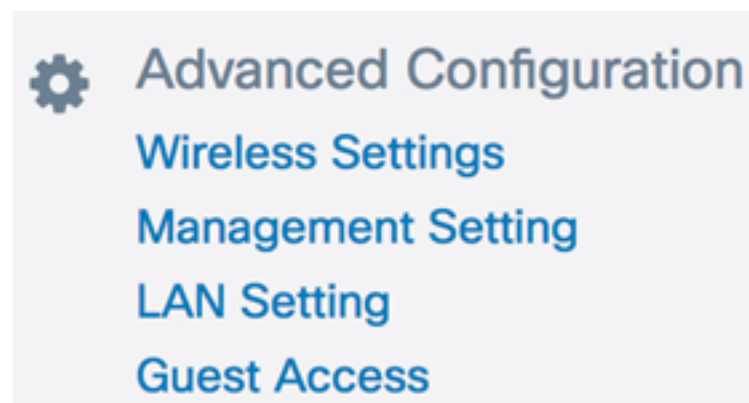 Advanced Configuration
Wireless Settings
Management Setting
LAN Setting
Guest Access